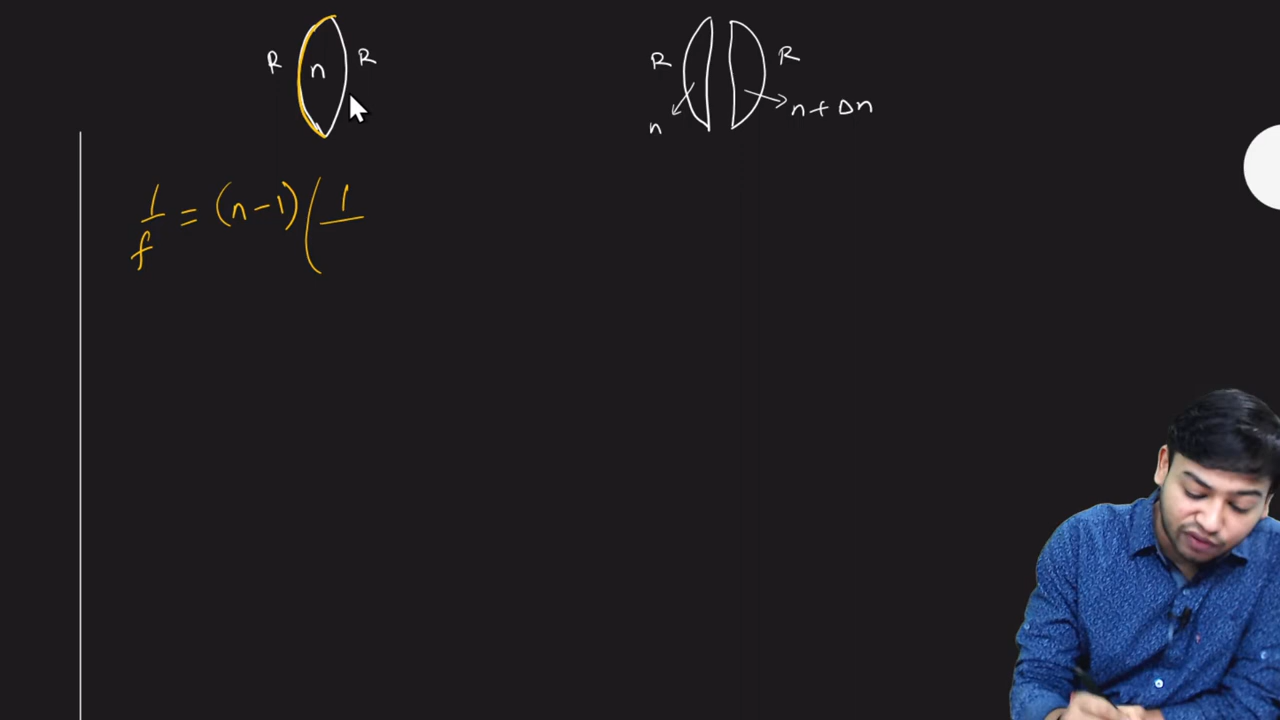 R n R
R R
n n + Δn
1/f = (n-1)(1/